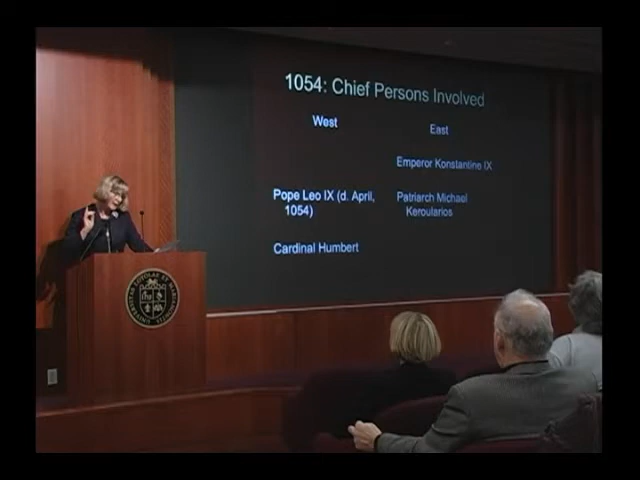 1054: Chief Persons Involved
West
East
Emperor Konstantine IX
Pope Leo IX (d. April,
1054)
Patriarch Michael
Keroularios
Cardinal Humbert